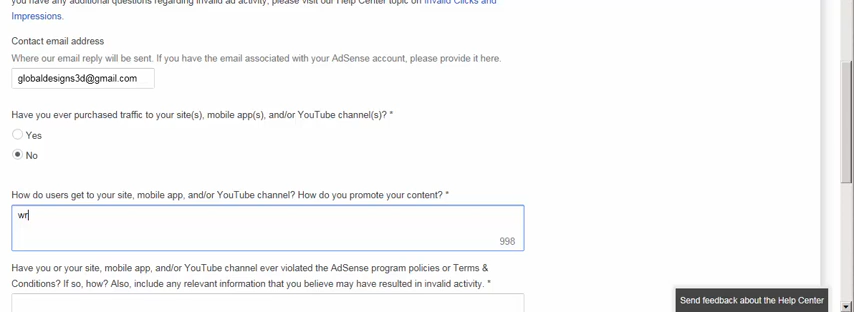 you have any additional questions regarding invalid ad activity, please visit our Help Center topic on Invalid Clicks and
Impressions.
Contact email address
Where our email reply will be sent. If you have the email associated with your AdSense account, please provide it here.
globaldesigns3d@gmail.com
Have you ever purchased traffic to your site(s), mobile app(s), and/or YouTube channel(s)? *
Yes
No
How do users get to your site, mobile app, and/or YouTube channel? How do you promote your content? *
wr
998
Have you or your site, mobile app, and/or YouTube channel ever violated the AdSense program policies or Terms &
Conditions? If so, how? Also, include any relevant information that you believe may have resulted in invalid activity. *
Send feedback about the Help Center